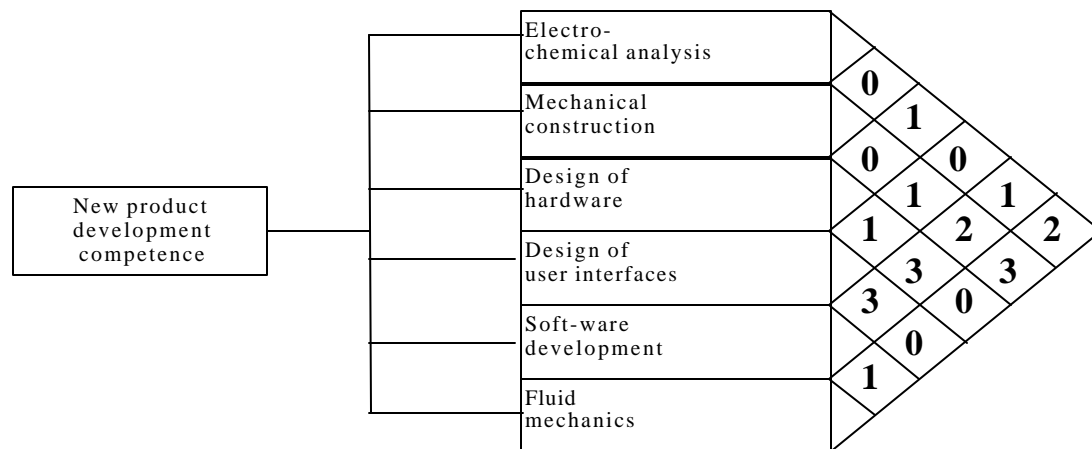 New product
development
competence
Electro-
chemical analysis
Mechanical
construction
Design of
hardware
Design of
user interfaces
Soft-ware
development
Fluid
mechanics
0
1
0 0
1 1
1 2 2
3 3
3 0
0
1